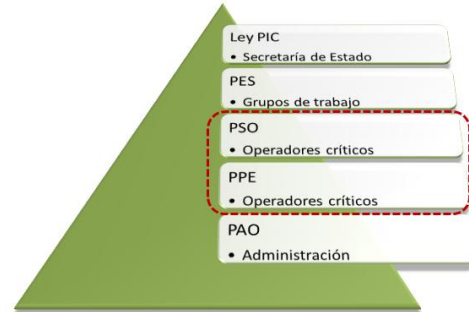 Ley PIC
• Secretaría de Estado
PES
• Grupos de trabajo
PSO
• Operadores críticos
PPE
• Operadores críticos
PAO
• Administración